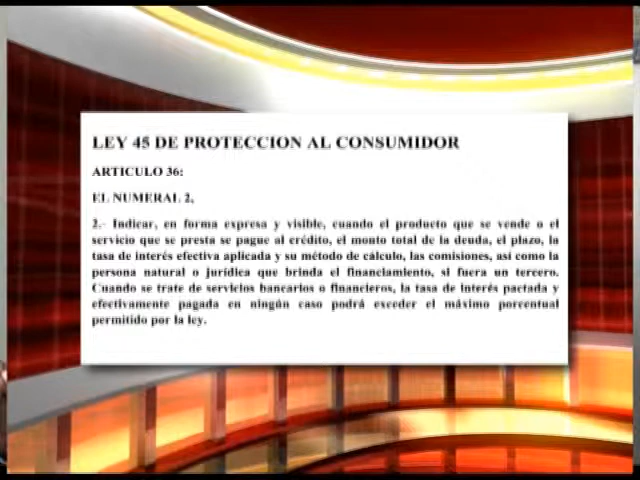 LEY 45 DE PROTECCION AL CONSUMIDOR
ARTICULO 36:
EL NUMERAL 2,
2.- Indicar, en forma expresa y visible, cuando el producto que se vende o el
servicio que se presta se pague al crédito, el monto total de la deuda, el plazo, la
tasa de interés efectiva aplicada y su método de cálculo, las comisiones, así como la
persona natural o jurídica que brinda el financiamiento, si fuera un tercero.
Cuando se trate de servicios bancarios o financieros, la tasa de interés pactada y
efectivamente pagada en ningún caso podrá exceder el máximo porcentual
permitido por la ley.